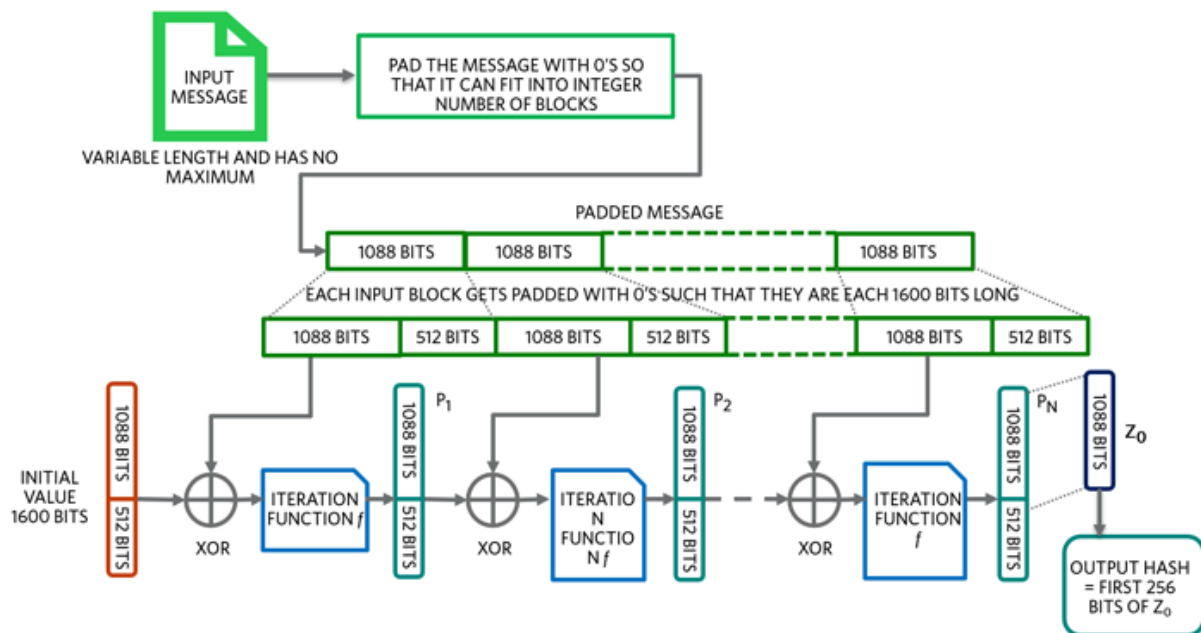 INPUT
MESSAGE
PAD THE MESSAGE WITH 0'S SO
THAT IT CAN FIT INTO INTEGER
NUMBER OF BLOCKS
VARIABLE LENGTH AND HAS NO
MAXIMUM
PADDED MESSAGE
1088 BITS
1088 BITS
1088 BITS
EACH INPUT BLOCK GETS PADDED WITH 0'S SUCH THAT THEY ARE EACH 1600 BITS LONG
1088 BITS
512 BITS
1088 BITS
512 BITS
1088 BITS
512 BITS
INITIAL
VALUE
1600 BITS
1088 BITS
512 BITS
XOR
ITERATION
FUNCTION f
P1
1088 BITS
512 BITS
XOR
ITERATIO
N
FUNCTIO
N f
P2
1088 BITS
512 BITS
XOR
ITERATION
FUNCTION
f
PN
1088 BITS
512 BITS
1088 BITS
Z0
OUTPUT HASH
= FIRST 256
BITS OF Z0